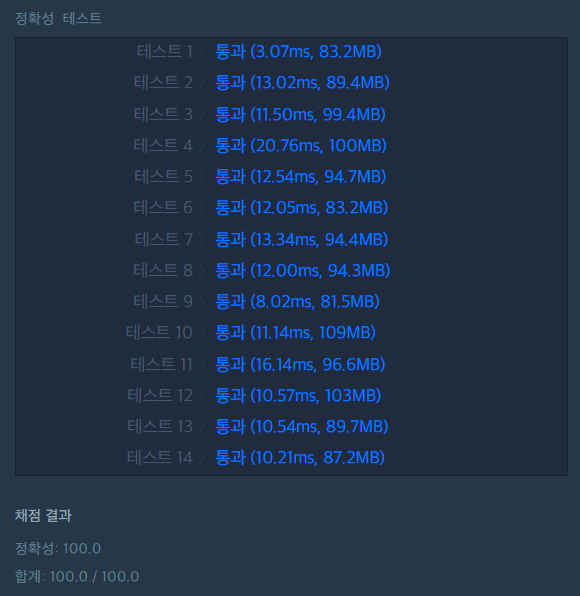 정확성 테스트
테스트 1 〉 통과 (3.07ms, 83.2MB)
테스트 2 〉 통과 (13.02ms, 89.4MB)
테스트 3 〉 통과 (11.50ms, 99.4MB)
테스트 4 〉 통과 (20.76ms, 100MB)
테스트 5 〉 통과 (12.54ms, 94.7MB)
테스트 6 〉 통과 (12.05ms, 83.2MB)
테스트 7 〉 통과 (13.34ms, 94.4MB)
테스트 8 〉 통과 (12.00ms, 94.3MB)
테스트 9 〉 통과 (8.02ms, 81.5MB)
테스트 10 〉 통과 (11.14ms, 109MB)
테스트 11 〉 통과 (16.14ms, 96.6MB)
테스트 12 〉 통과 (10.57ms, 103MB)
테스트 13 〉 통과 (10.54ms, 89.7MB)
테스트 14 〉 통과 (10.21ms, 87.2MB)
채점 결과
정확성: 100.0
합계: 100.0 / 100.0